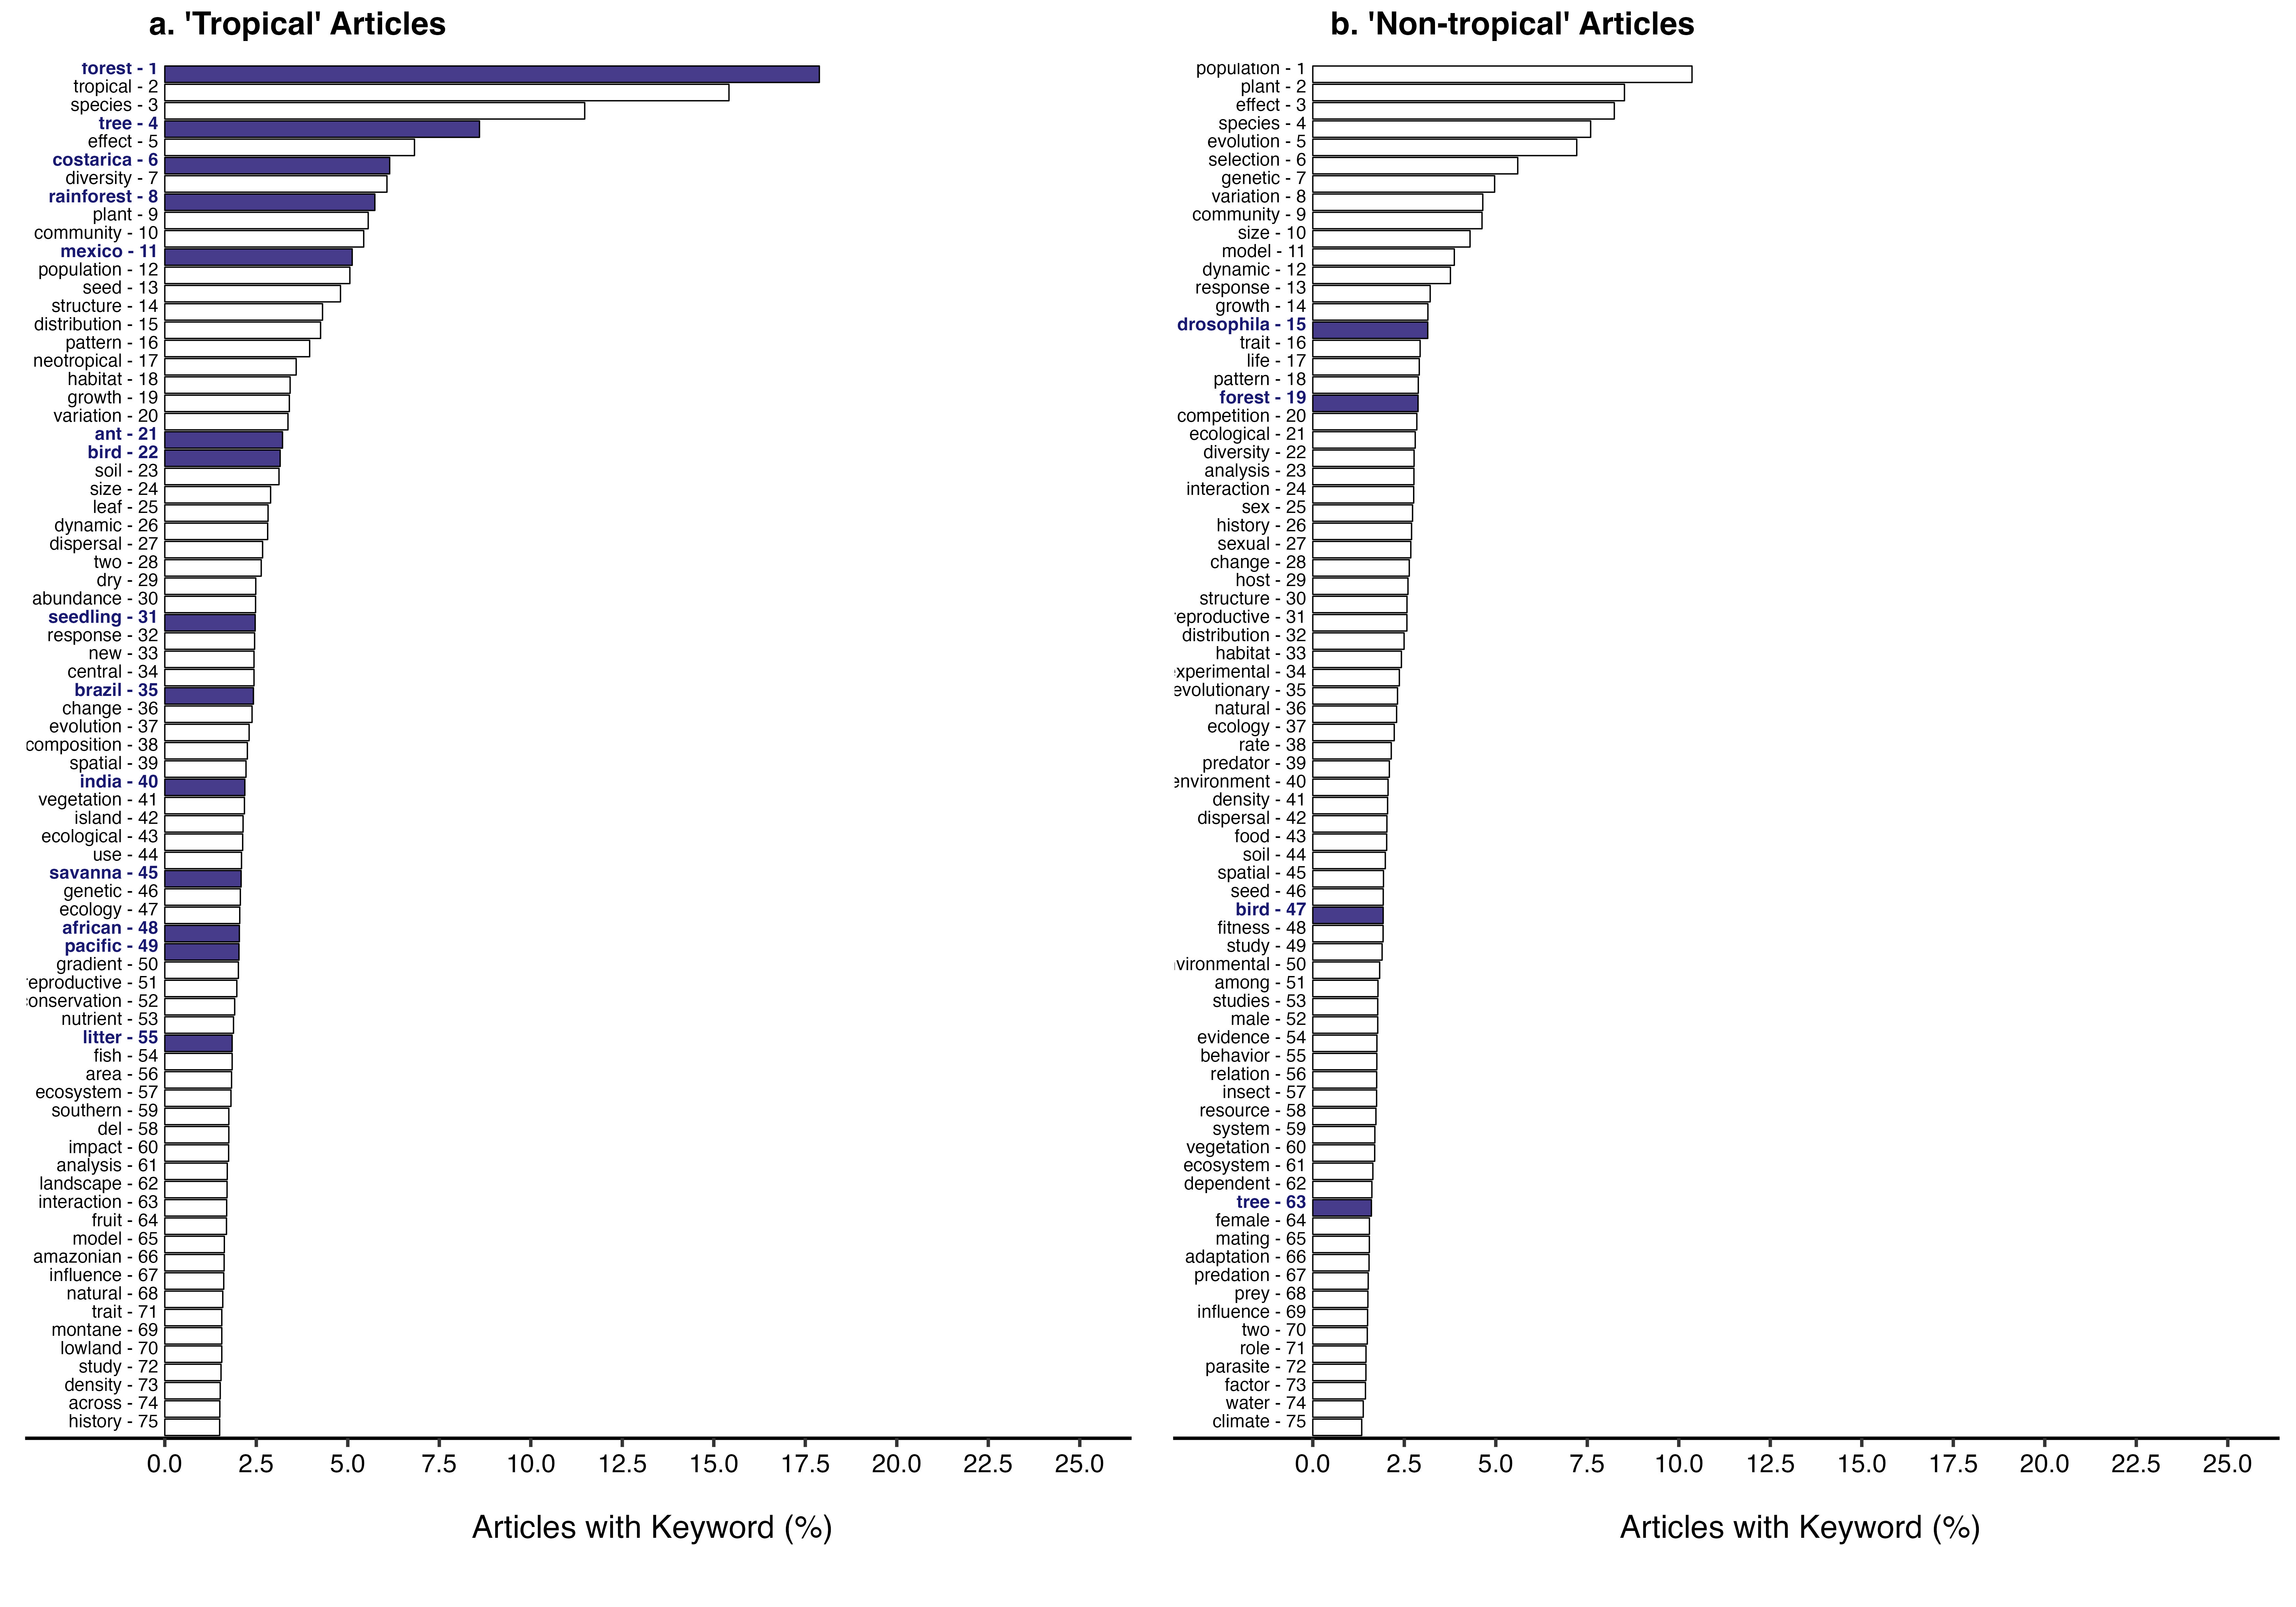 a. 'Tropical' Articles
forest - 1
tropical - 2
species - 3
tree - 4
effect - 5
costarica - 6
diversity - 7
rainforest - 8
plant - 9
community - 10
mexico - 11
population - 12
seed - 13
structure - 14
distribution - 15
pattern - 16
neotropical - 17
habitat - 18
growth - 19
variation - 20
ant - 21
bird - 22
soil - 23
size - 24
leaf - 25
dynamic - 26
dispersal - 27
two - 28
dry - 29
abundance - 30
seedling - 31
response - 32
new - 33
central - 34
brazil - 35
change - 36
evolution - 37
composition - 38
spatial - 39
india - 40
vegetation - 41
island - 42
ecological - 43
use - 44
savanna - 45
genetic - 46
ecology - 47
african - 48
pacific - 49
gradient - 50
eproductive - 51
onservation - 52
nutrient - 53
litter - 55
fish - 54
area - 56
ecosystem - 57
southern - 59
del - 58
impact - 60
analysis - 61
landscape - 62
interaction - 63
fruit - 64
model - 65
amazonian - 66
influence - 67
natural - 68
trait - 71
montane - 69
lowland - 70
study - 72
density - 73
across - 74
history - 75
0.0 2.5 5.0 7.5 10.0 12.5 15.0 17.5 20.0 22.5 25.0
Articles with Keyword (%)
b. 'Non-tropical' Articles
population - 1
plant - 2
effect - 3
species - 4
evolution - 5
selection - 6
genetic - 7
variation - 8
community - 9
size - 10
model - 11
dynamic - 12
response - 13
growth - 14
drosophila - 15
trait - 16
life - 17
pattern - 18
forest - 19
competition - 20
ecological - 21
diversity - 22
analysis - 23
interaction - 24
sex - 25
history - 26
sexual - 27
change - 28
host - 29
structure - 30
reproductive - 31
distribution - 32
habitat - 33
xperimental - 34
evolutionary - 35
natural - 36
ecology - 37
rate - 38
predator - 39
environment - 40
density - 41
dispersal - 42
food - 43
soil - 44
spatial - 45
seed - 46
bird - 47
fitness - 48
study - 49
vironmental - 50
among - 51
studies - 53
male - 52
evidence - 54
behavior - 55
relation - 56
insect - 57
resource - 58
system - 59
vegetation - 60
ecosystem - 61
dependent - 62
tree - 63
female - 64
mating - 65
adaptation - 66
predation - 67
prey - 68
influence - 69
two - 70
role - 71
parasite - 72
factor - 73
water - 74
climate - 75
0.0 2.5 5.0 7.5 10.0 12.5 15.0 17.5 20.0 22.5 25.0
Articles with Keyword (%)